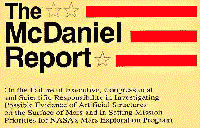 The
McDaniel
Report
On the Failure of Executive, Congressional
and Scientific Responsibility in Investigating
Possible Evidence of Artificial Structures
on the Surface of Mars and in Setting Mission
Priorities for NASA's Mars Exploration Program